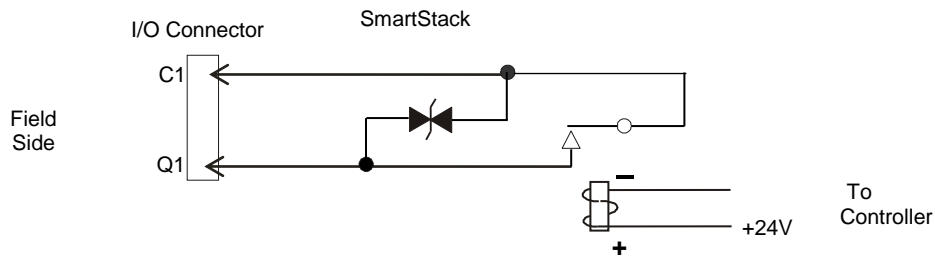 SmartStack
I/O Connector
C1
Field
Side
Q1
−
To
Controller
+24V
+